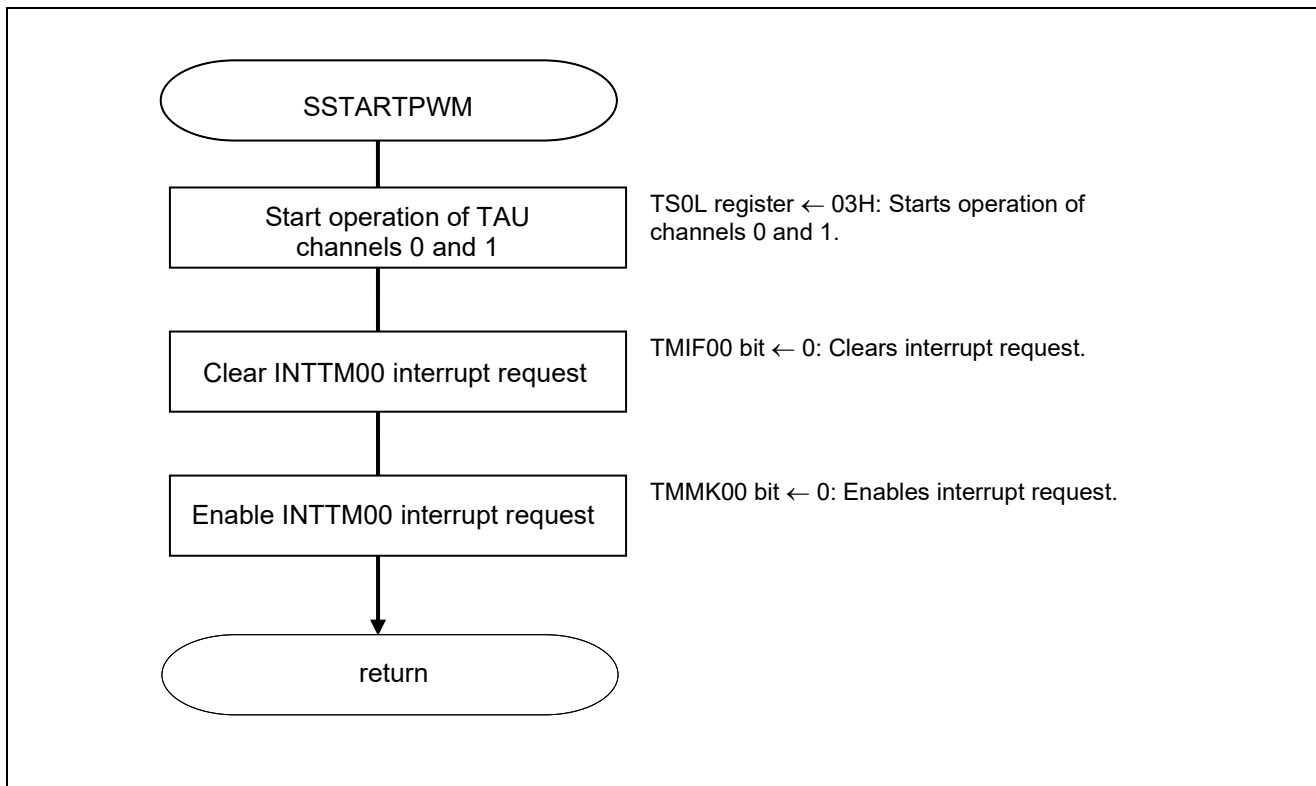 SSTARTPWM
Start operation of TAU
channels 0 and 1
TS0L register ← 03H: Starts operation of
channels 0 and 1.
Clear INTTM00 interrupt request
TMIF00 bit ← 0: Clears interrupt request.
Enable INTTM00 interrupt request
TMMK00 bit ← 0: Enables interrupt request.
return